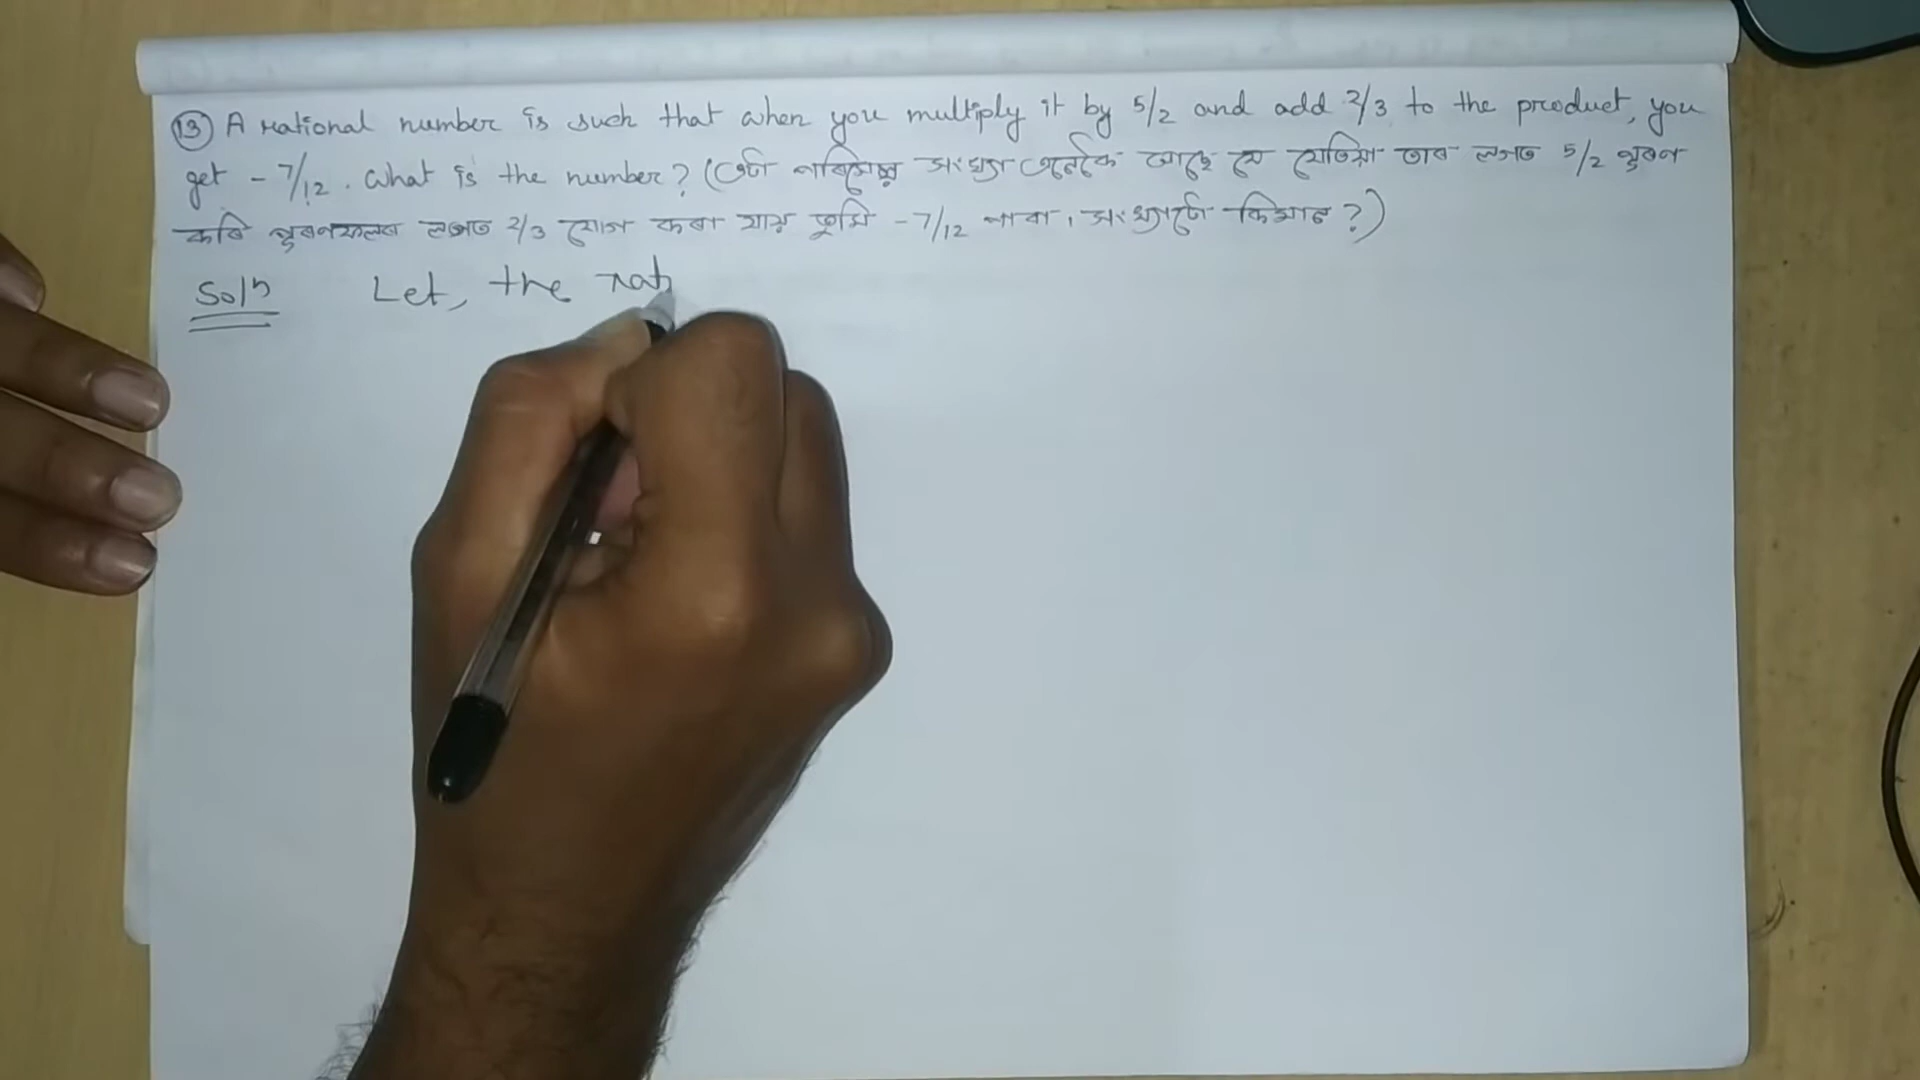 (13) A rational number is such that when you multiply it by 5/2 and add 2/3 to the product, you
get - 7/12. What is the number? (এটা পৰিমেয় সংখ্যা এনেকৈ আছে যে যেতিয়া তাৰ লগত 5/2 পূৰণ
কৰি পূৰণফলৰ লগত 2/3 যোগ কৰা যায় তুমি - 7/12 পাবা। সংখ্যাটো কিমান?)
Solⁿ Let, the rati